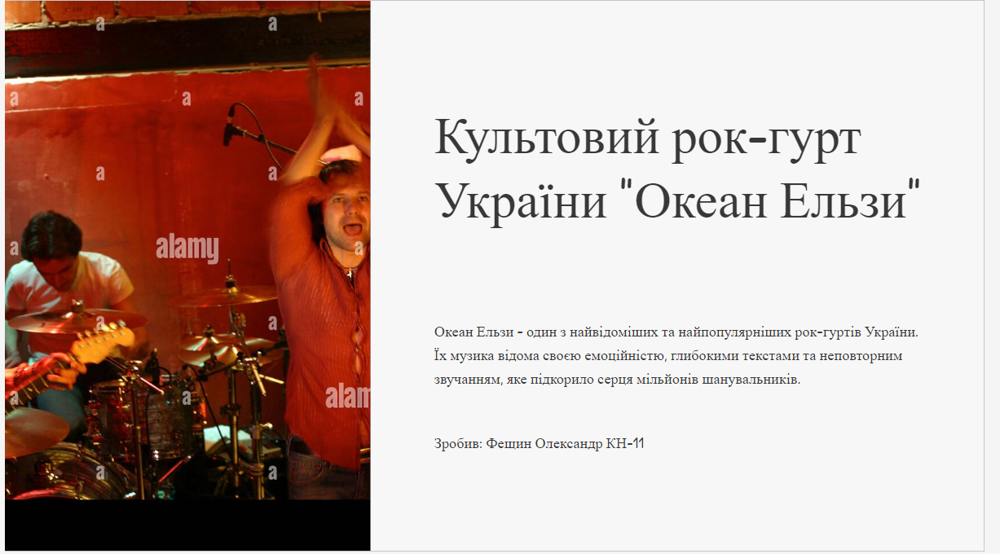 Культовий рок-гурт
України "Океан Ельзи"
Океан Ельзи - один з найвідоміших та найпопулярніших рок-гуртів України.
Їх музика відома своєю емоційністю, глибокими текстами та неповторним
звучанням, яке підкорило серця мільйонів шанувальників.
Зробив: Фещин Олександр КН-11
a a
a a a
a a
a alamy a
a a
a a alam
a a